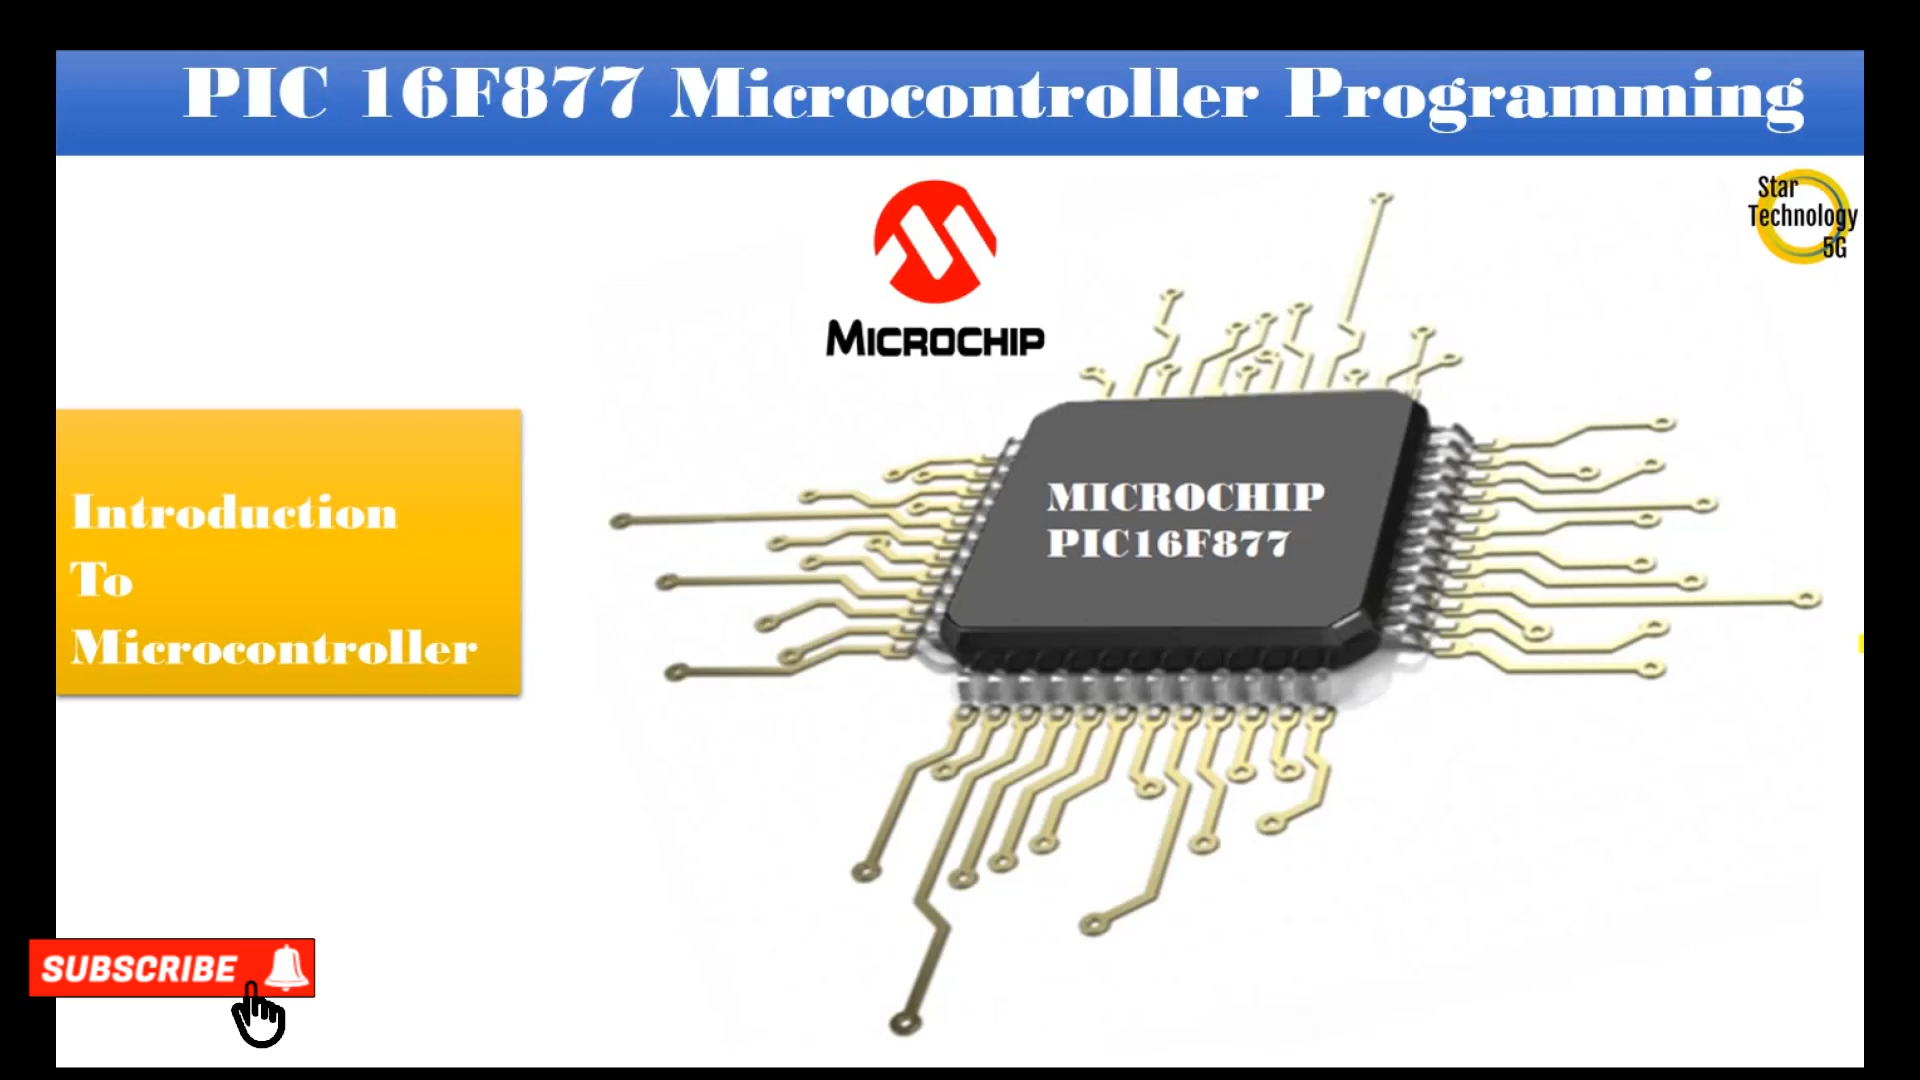 PIC 16F877 Microcontroller Programming
Star
Technology
5G
MICROCHIP
MICROCHIP
PIC16F877
Introduction
To
Microcontroller
SUBSCRIBE